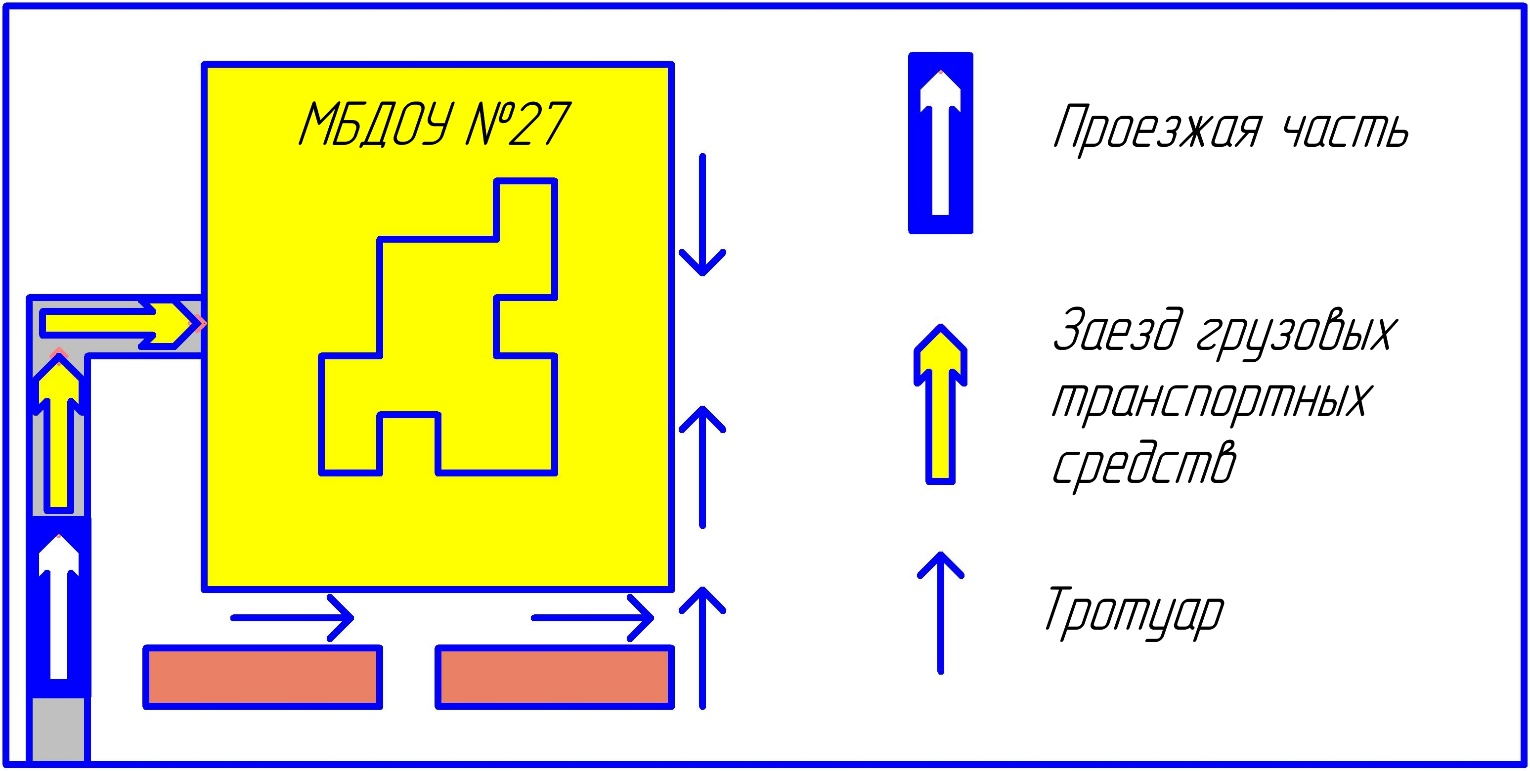 МБДОУ №27
Проезжая часть
Заезд грузовых
транспортных
средств
Тротуар